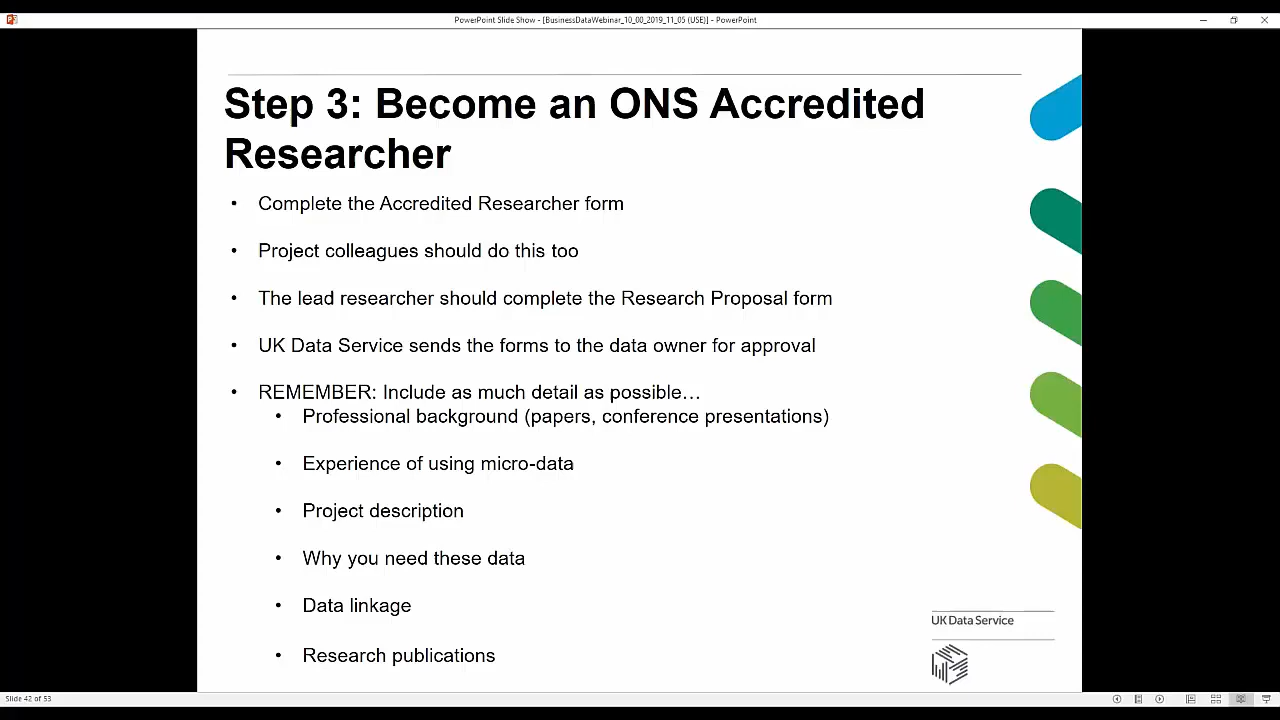 PowerPoint Slide Show - [BusinessDataWebinar_10_00_2019_11_05 (USE)] - PowerPoint
Step 3: Become an ONS Accredited
Researcher
• Complete the Accredited Researcher form
• Project colleagues should do this too
• The lead researcher should complete the Research Proposal form
• UK Data Service sends the forms to the data owner for approval
• REMEMBER: Include as much detail as possible…
• Professional background (papers, conference presentations)
• Experience of using micro-data
• Project description
• Why you need these data
• Data linkage
• Research publications
UK Data Service
Slide 42 of 53